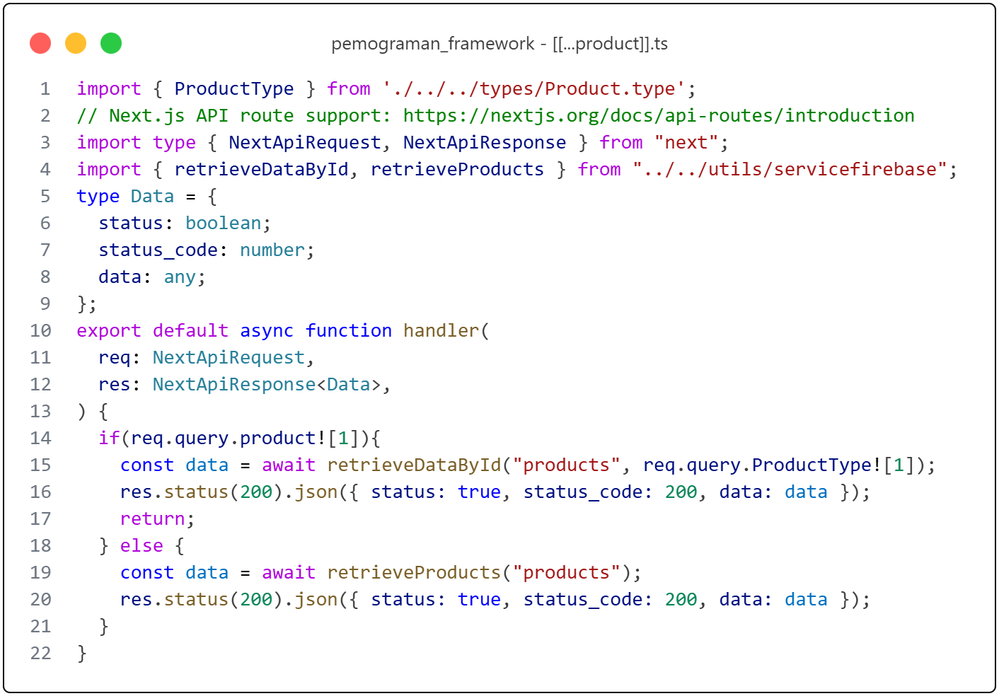 pemograman_framework - [[...product]].ts
1 import { ProductType } from './../../types/Product.type';
2 // Next.js API route support: https://nextjs.org/docs/api-routes/introduction
3 import type { NextApiRequest, NextApiResponse } from "next";
4 import { retrieveDataById, retrieveProducts } from "../../utils/servicefirebase";
5 type Data = {
6   status: boolean;
7   status_code: number;
8   data: any;
9 };
10 export default async function handler(
11   req: NextApiRequest,
12   res: NextApiResponse<Data>,
13 ) {
14   if(req.query.product![1]){
15     const data = await retrieveDataById("products", req.query.ProductType![1]);
16     res.status(200).json({ status: true, status_code: 200, data: data });
17     return;
18   } else {
19     const data = await retrieveProducts("products");
20     res.status(200).json({ status: true, status_code: 200, data: data });
21   }
22 }